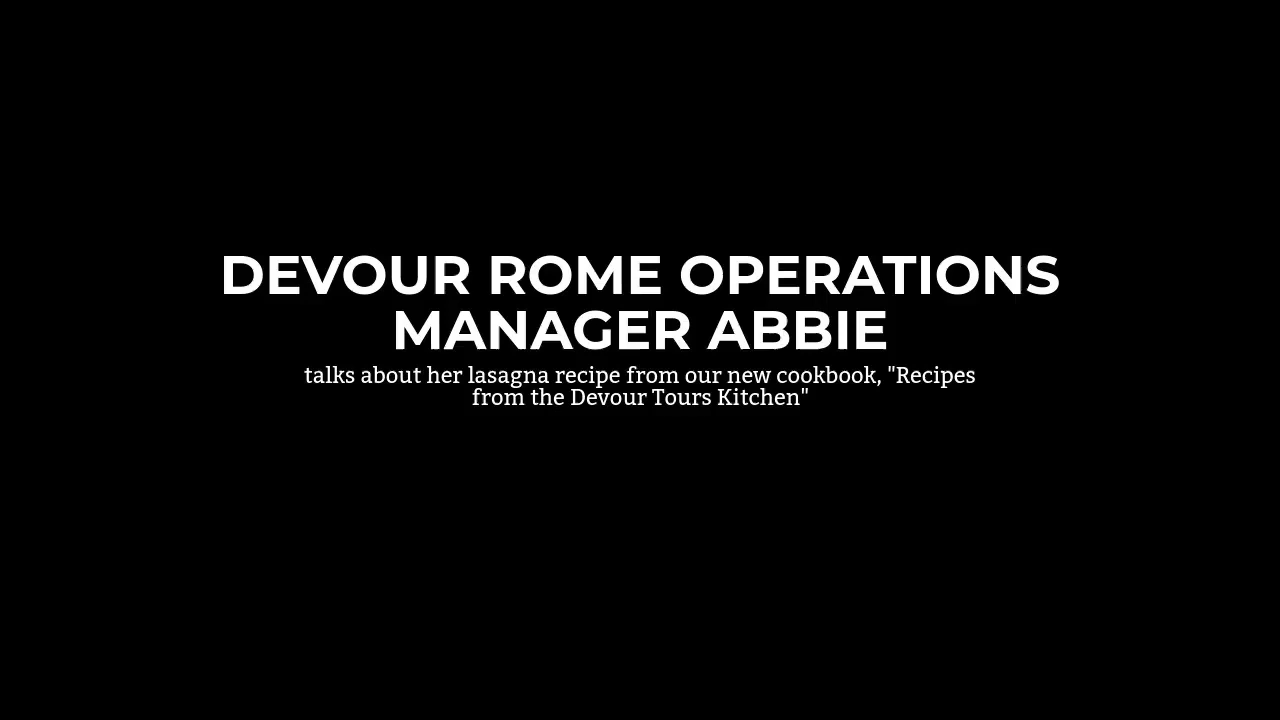 DEVOUR ROME OPERATIONS
MANAGER ABBIE
talks about her lasagna recipe from our new cookbook, "Recipes
from the Devour Tours Kitchen"